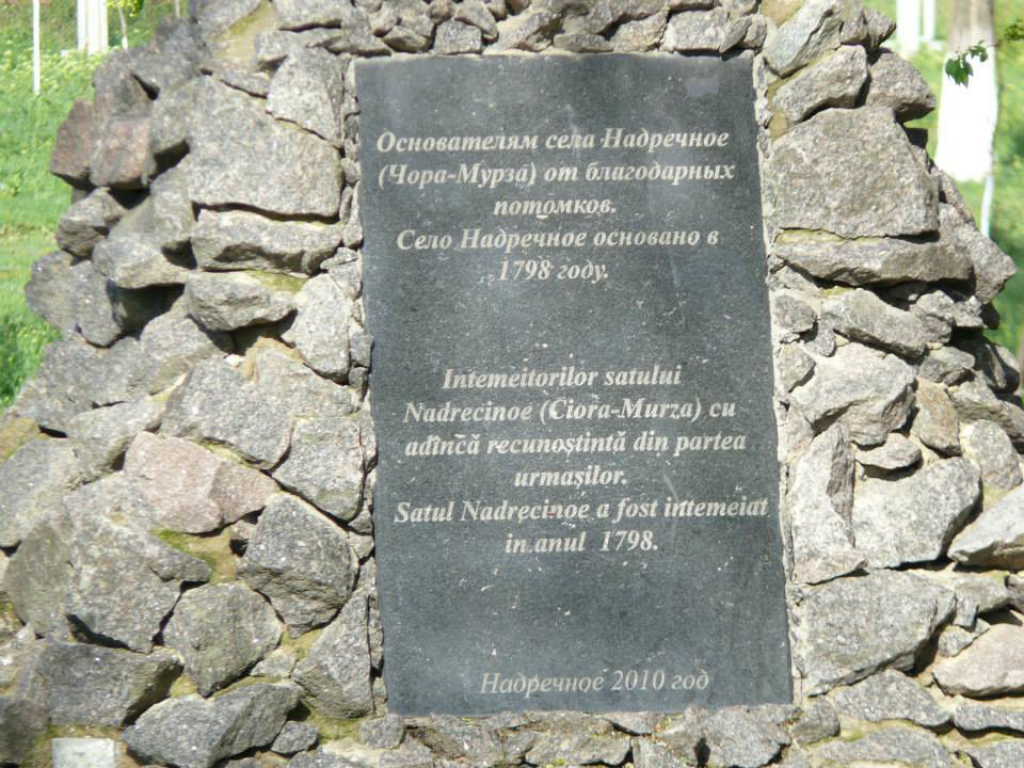 Основателям села Надречное
(Чора-Мурза) от благодарных
потомков.
Село Надречное основано в
1798 году.
Intemeitorilor satului
Nadrecinoe (Ciora-Murza) cu
adîncă recunoștintă din partea
urmașilor.
Satul Nadrecinoe a fost intemeiat
in anul 1798.
Надречное 2010 год